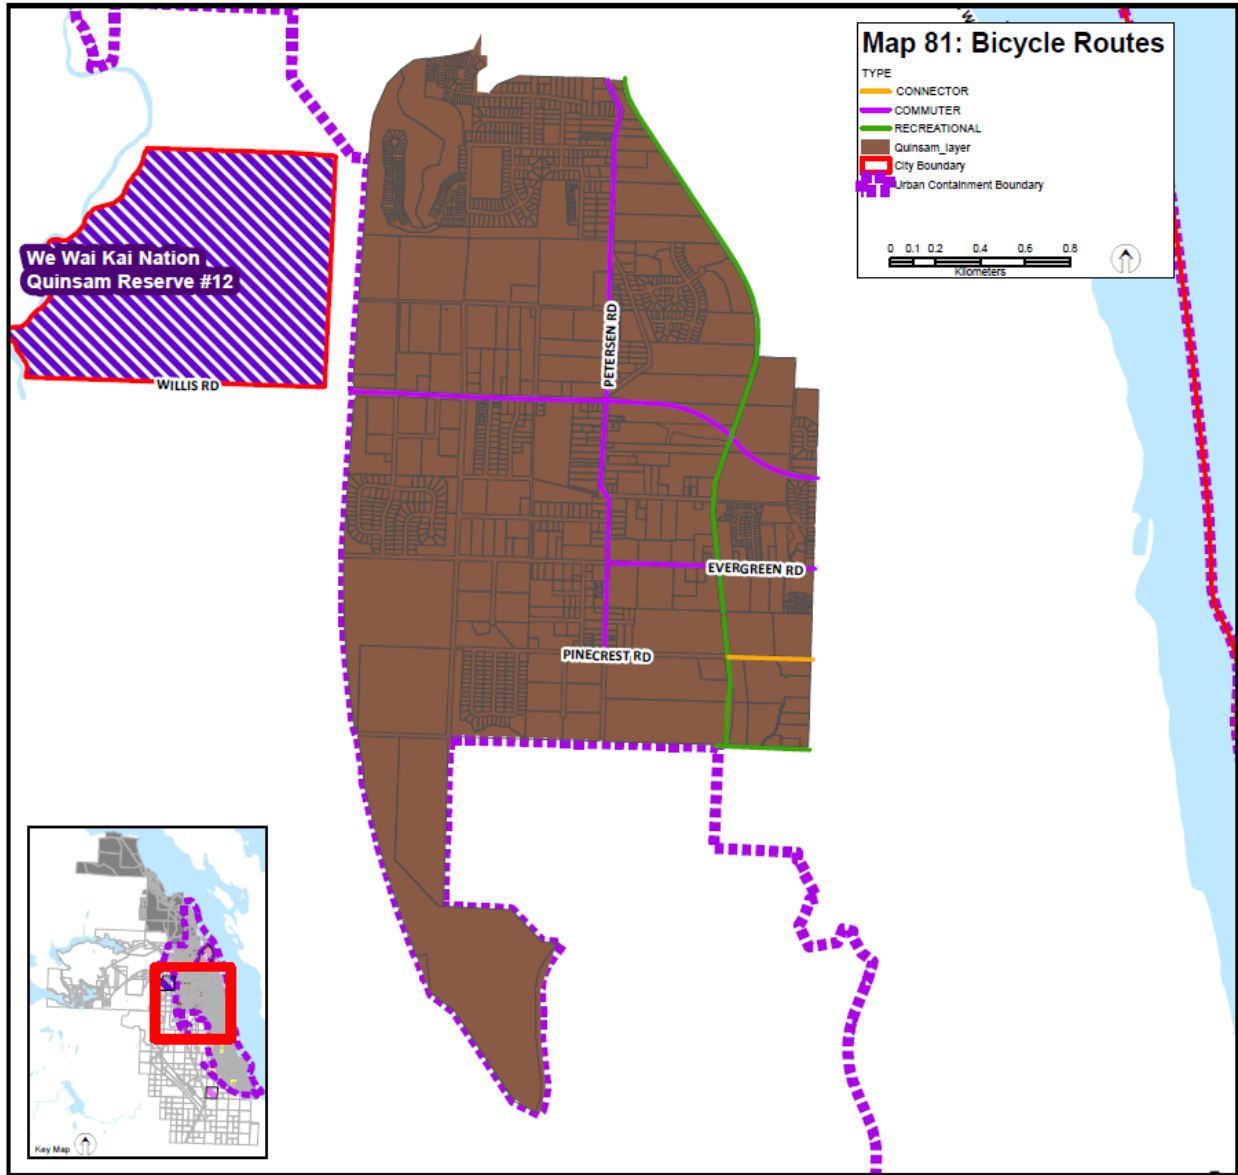 Map 81: Bicycle Routes
TYPE
CONNECTOR
COMMUTER
RECREATIONAL
Quinsam_layer
City Boundary
Urban Containment Boundary
0 0.1 0.2 0.4 0.6 0.8
Kilometers
We Wai Kai Nation
Quinsam Reserve #12
WILLIS RD
PETERSEN RD
EVERGREEN RD
PINECREST RD
Key Map